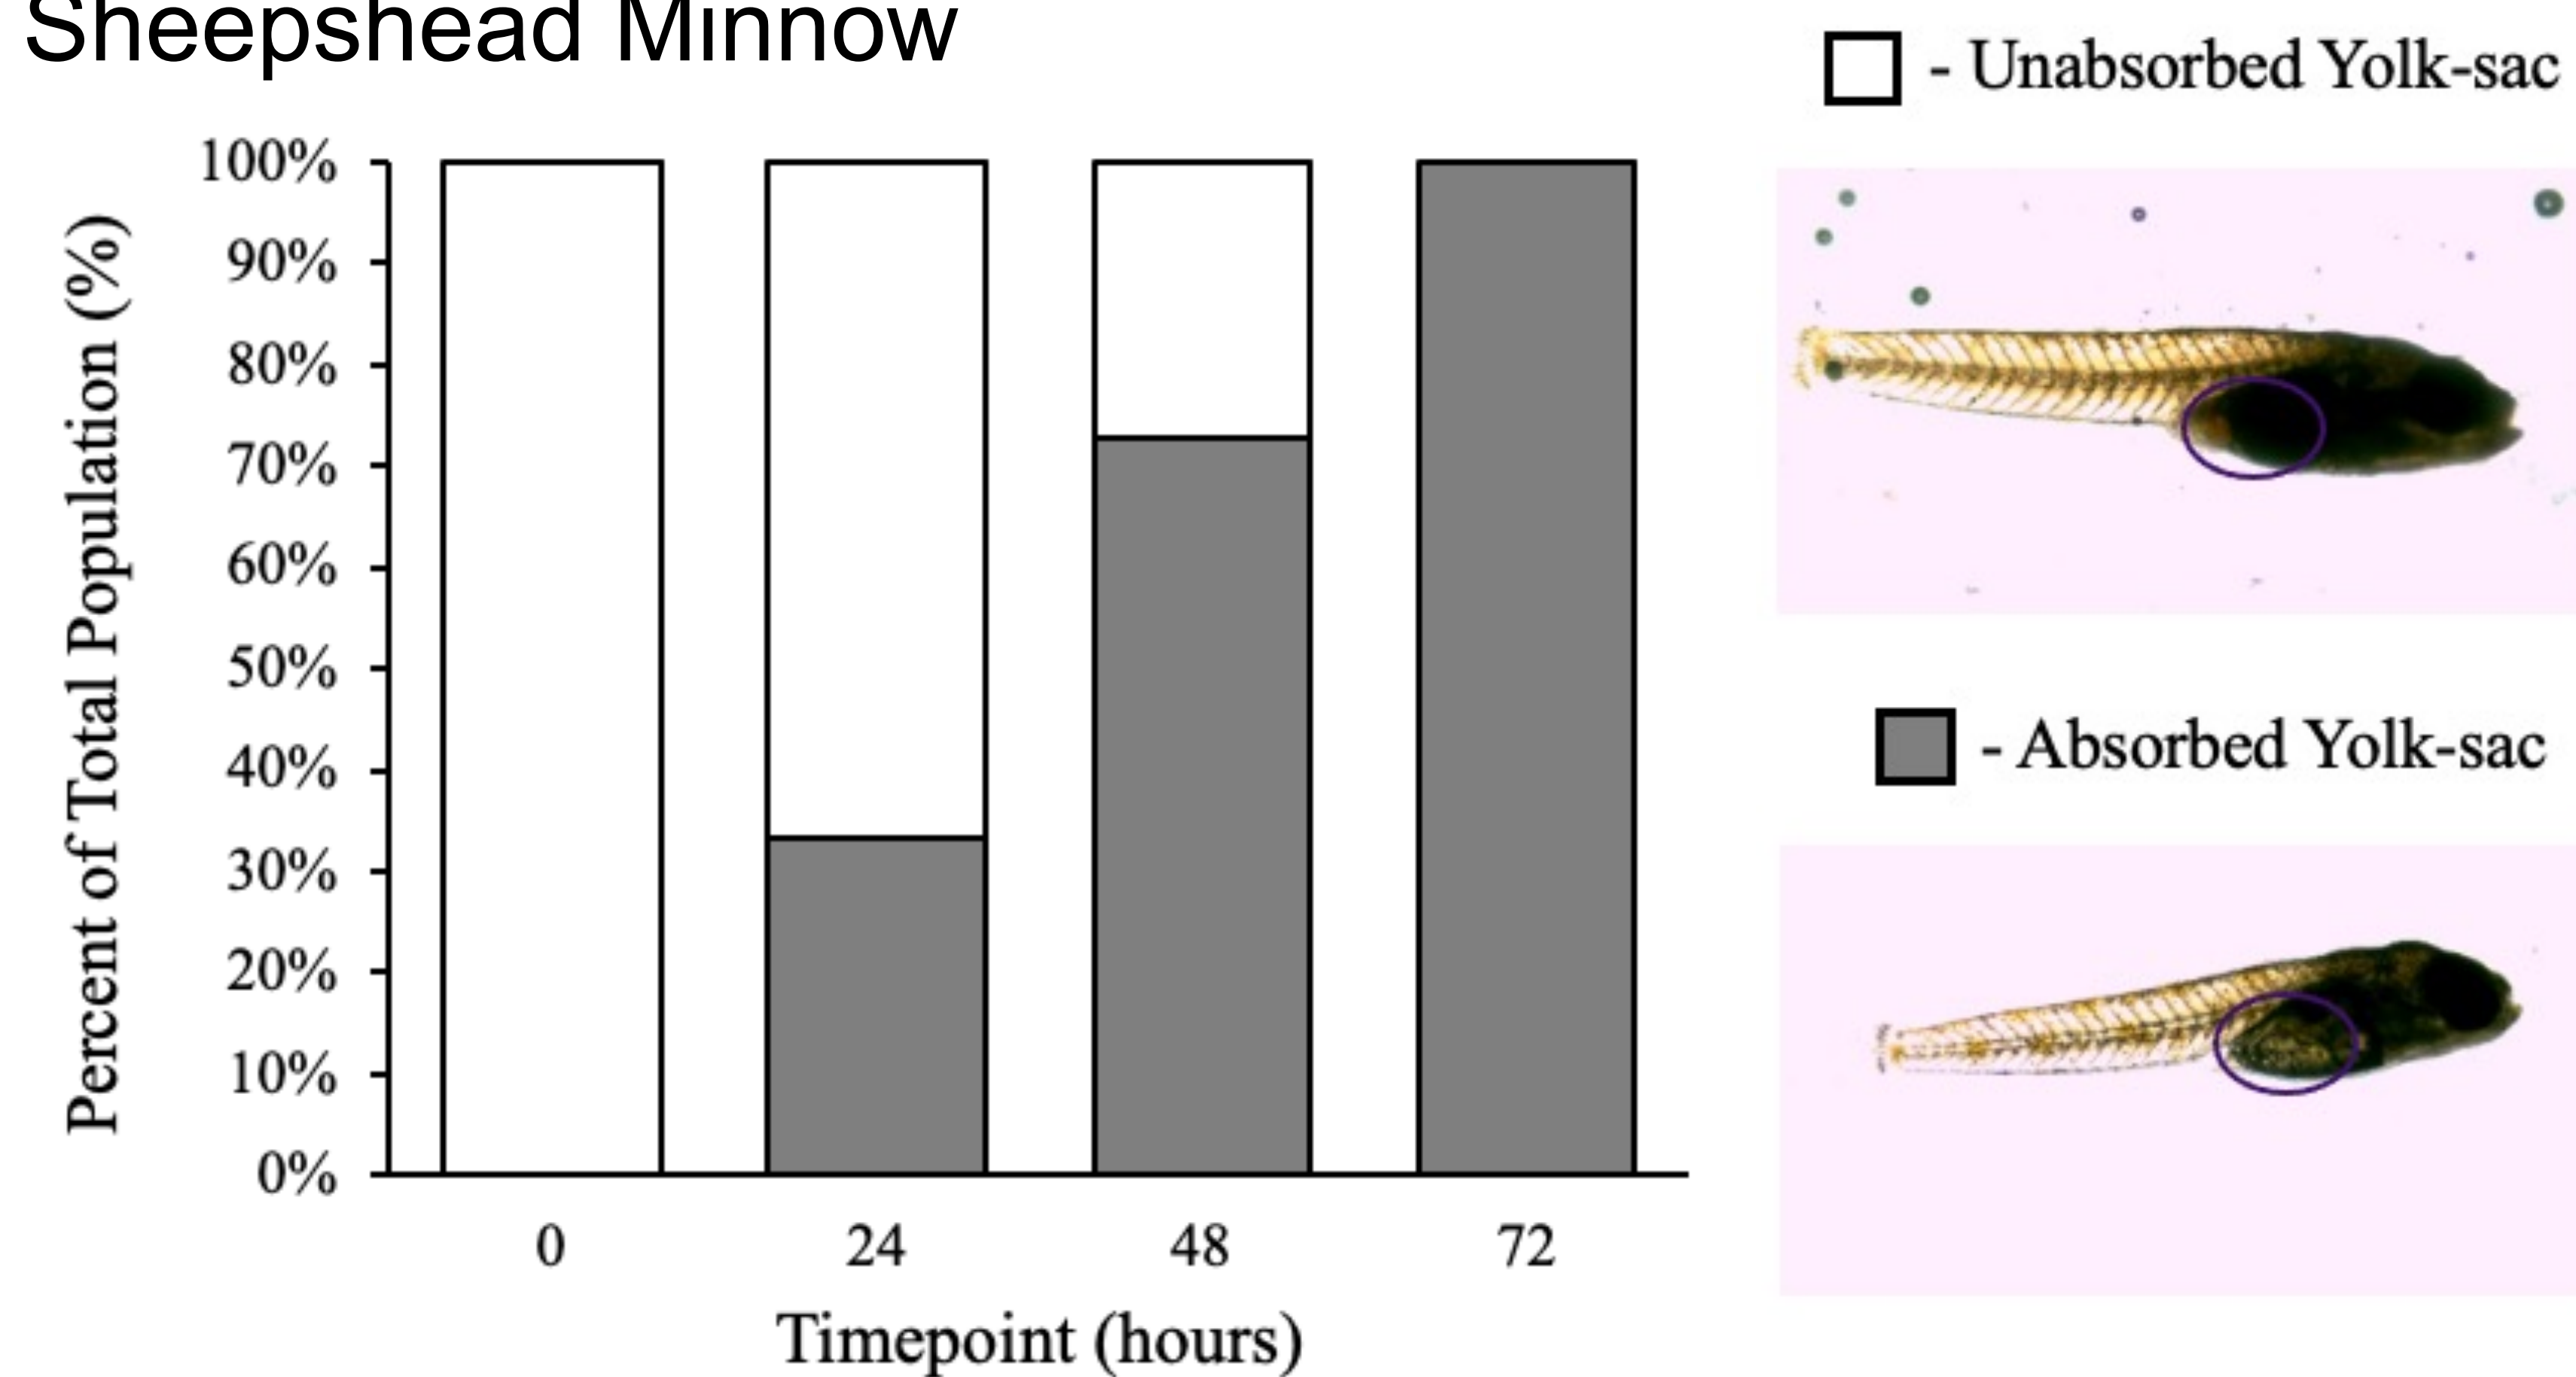 Sheepshead Minnow
- Unabsorbed Yolk-sac
Percent of Total Population (%)
100%
90%
80%
70%
60%
50%
40%
30%
20%
10%
0%
0 24 48 72
Timepoint (hours)
- Absorbed Yolk-sac